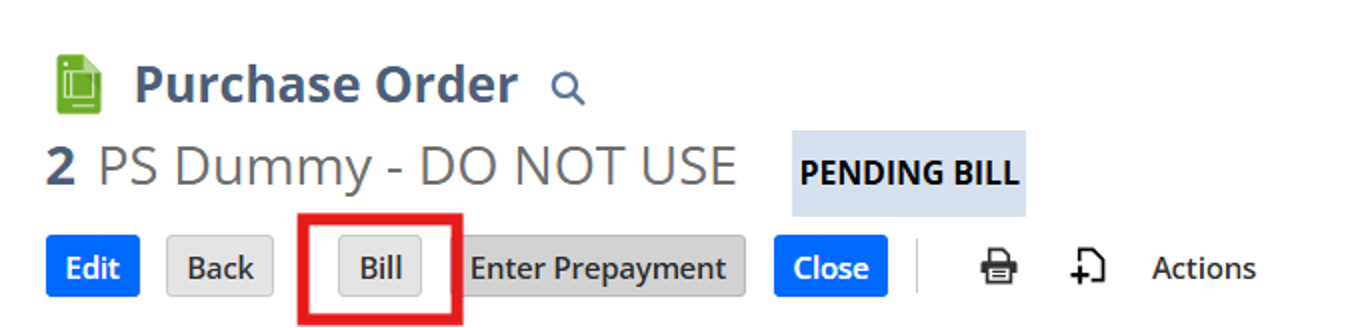 Purchase Order
2 PS Dummy - DO NOT USE PENDING BILL
Edit Back Bill Enter Prepayment Close Actions